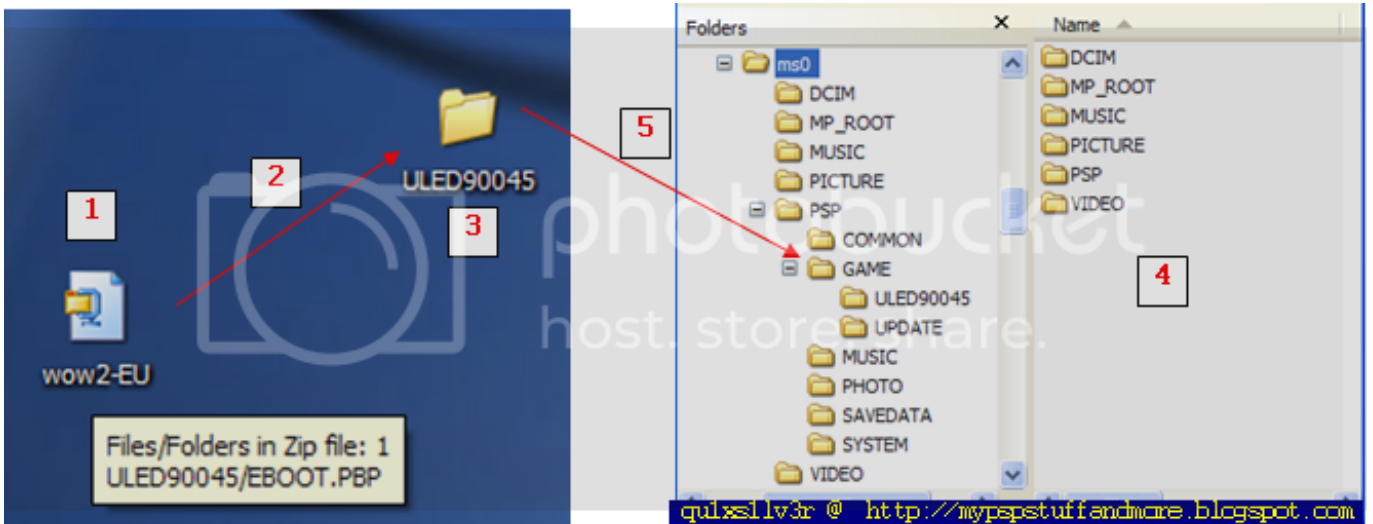 1
2
3
5
4
ULED90045
wow2-EU
Files/Folders in Zip file: 1
ULED90045/EBOOT.PBP
Folders
ms0
DCIM
MP_ROOT
MUSIC
PICTURE
PSP
COMMON
GAME
ULED90045
UPDATE
MUSIC
PHOTO
SAVEDATA
SYSTEM
VIDEO
Name
DCIM
MP_ROOT
MUSIC
PICTURE
PSP
VIDEO
photobucket
host. store. share.
qulxsllv3r @ http://mypspstuffandmore.blogspot.com